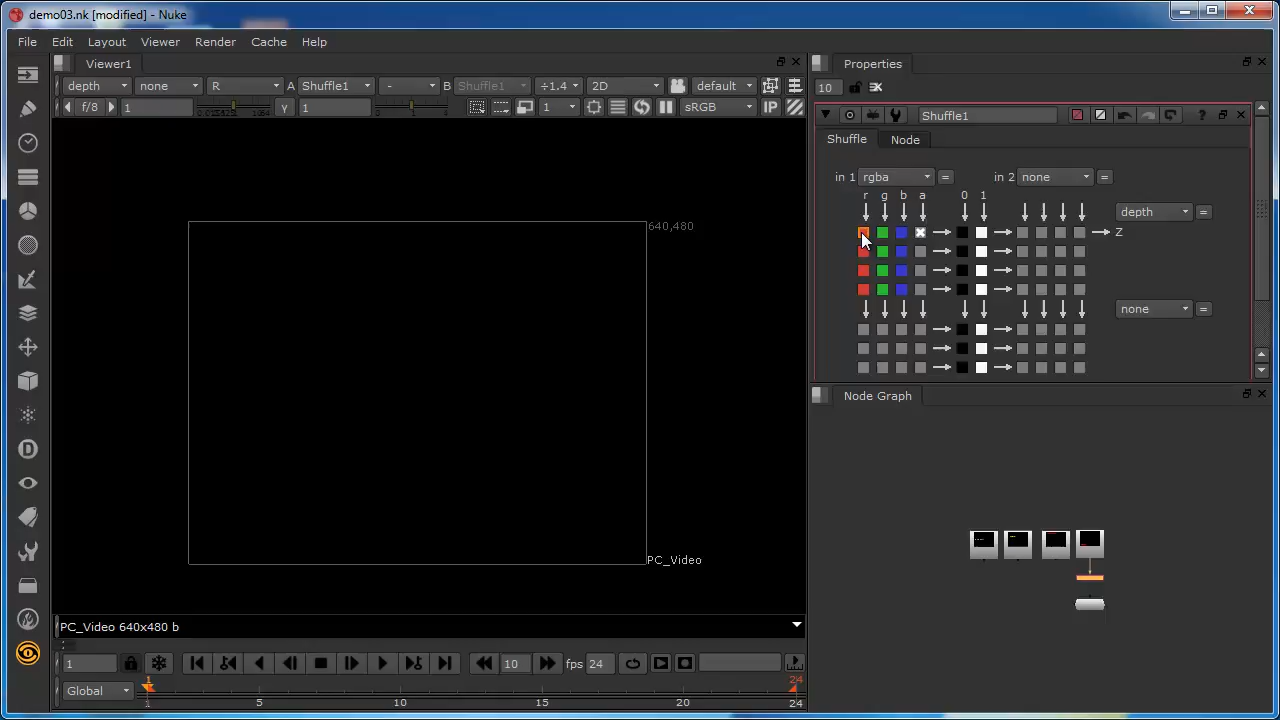 demo03.nk [modified] - Nuke
File Edit Layout Viewer Render Cache Help
Viewer1
depth none R A Shuffle1 - B Shuffle1 ÷1.4 2D default
f/8 1 γ 1 1 sRGB IP
640,480
PC_Video
PC_Video 640x480 b
1 10 fps 24
Global 1 5 10 15 20 24
1 24
Properties
10
Shuffle1
Shuffle Node
in 1 rgba = in 2 none =
r g b a 0 1
depth =
Z
none =
Node Graph